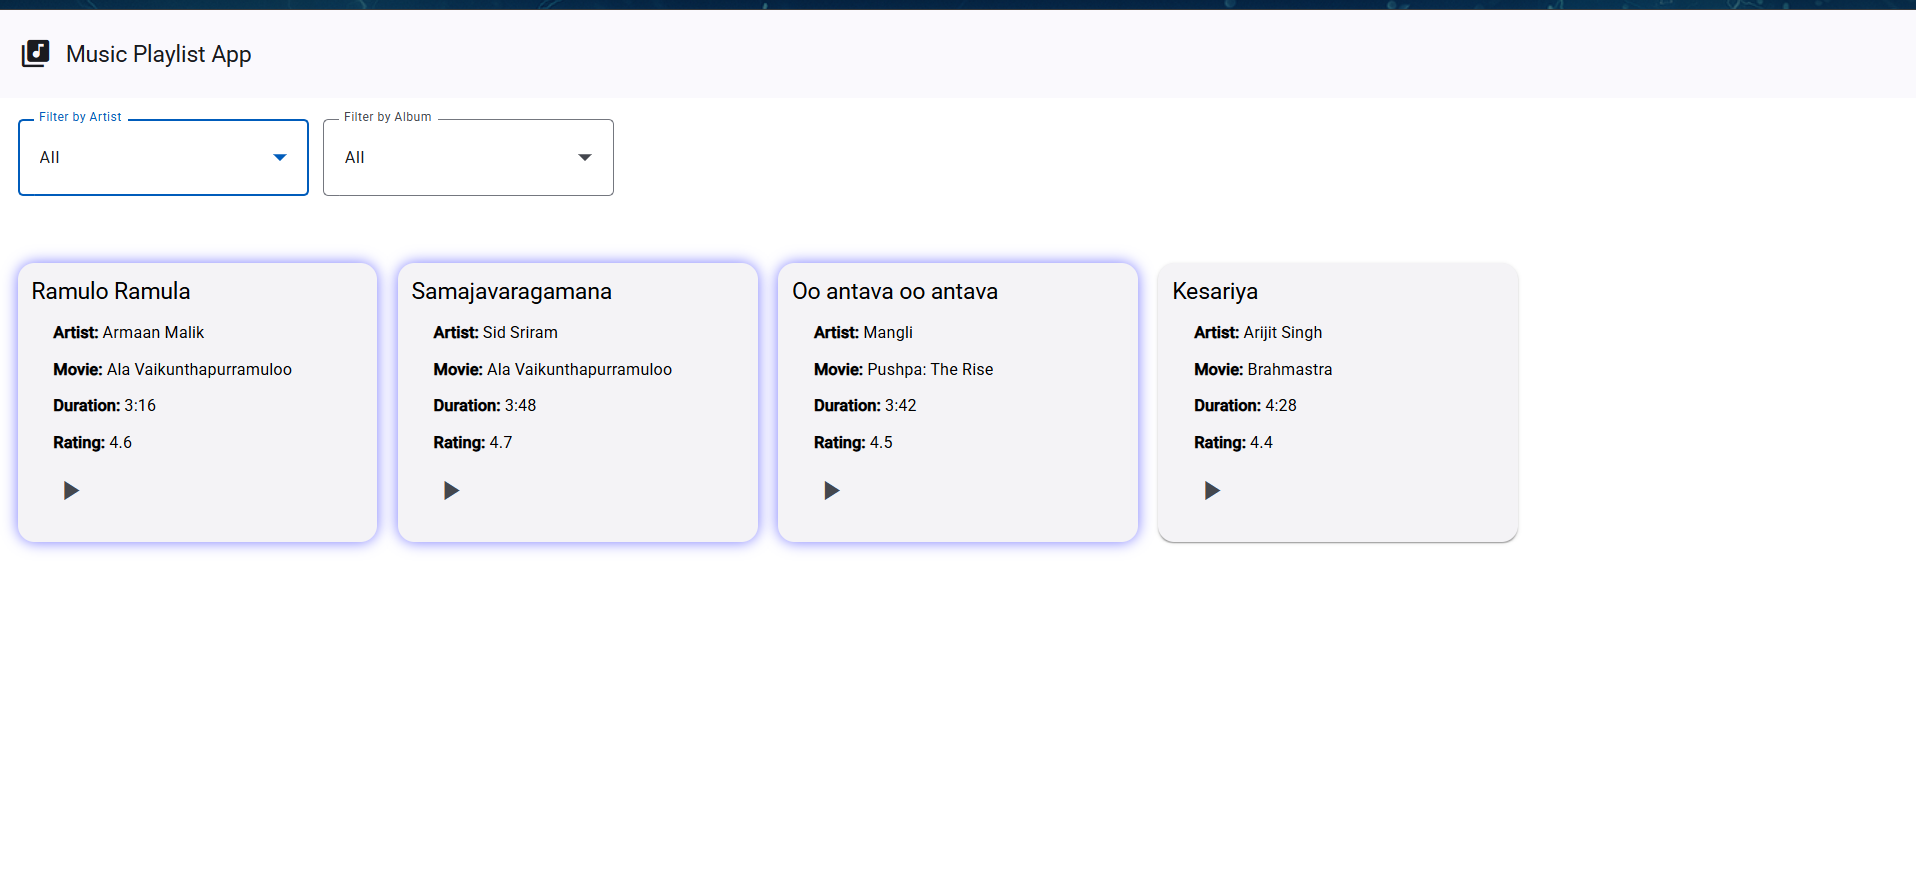 Music Playlist App
Filter by Artist
All
Filter by Album
All
Ramulo Ramula
Artist: Armaan Malik
Movie: Ala Vaikunthapurramuloo
Duration: 3:16
Rating: 4.6
Samajavaragamana
Artist: Sid Sriram
Movie: Ala Vaikunthapurramuloo
Duration: 3:48
Rating: 4.7
Oo antava oo antava
Artist: Mangli
Movie: Pushpa: The Rise
Duration: 3:42
Rating: 4.5
Kesariya
Artist: Arijit Singh
Movie: Brahmastra
Duration: 4:28
Rating: 4.4